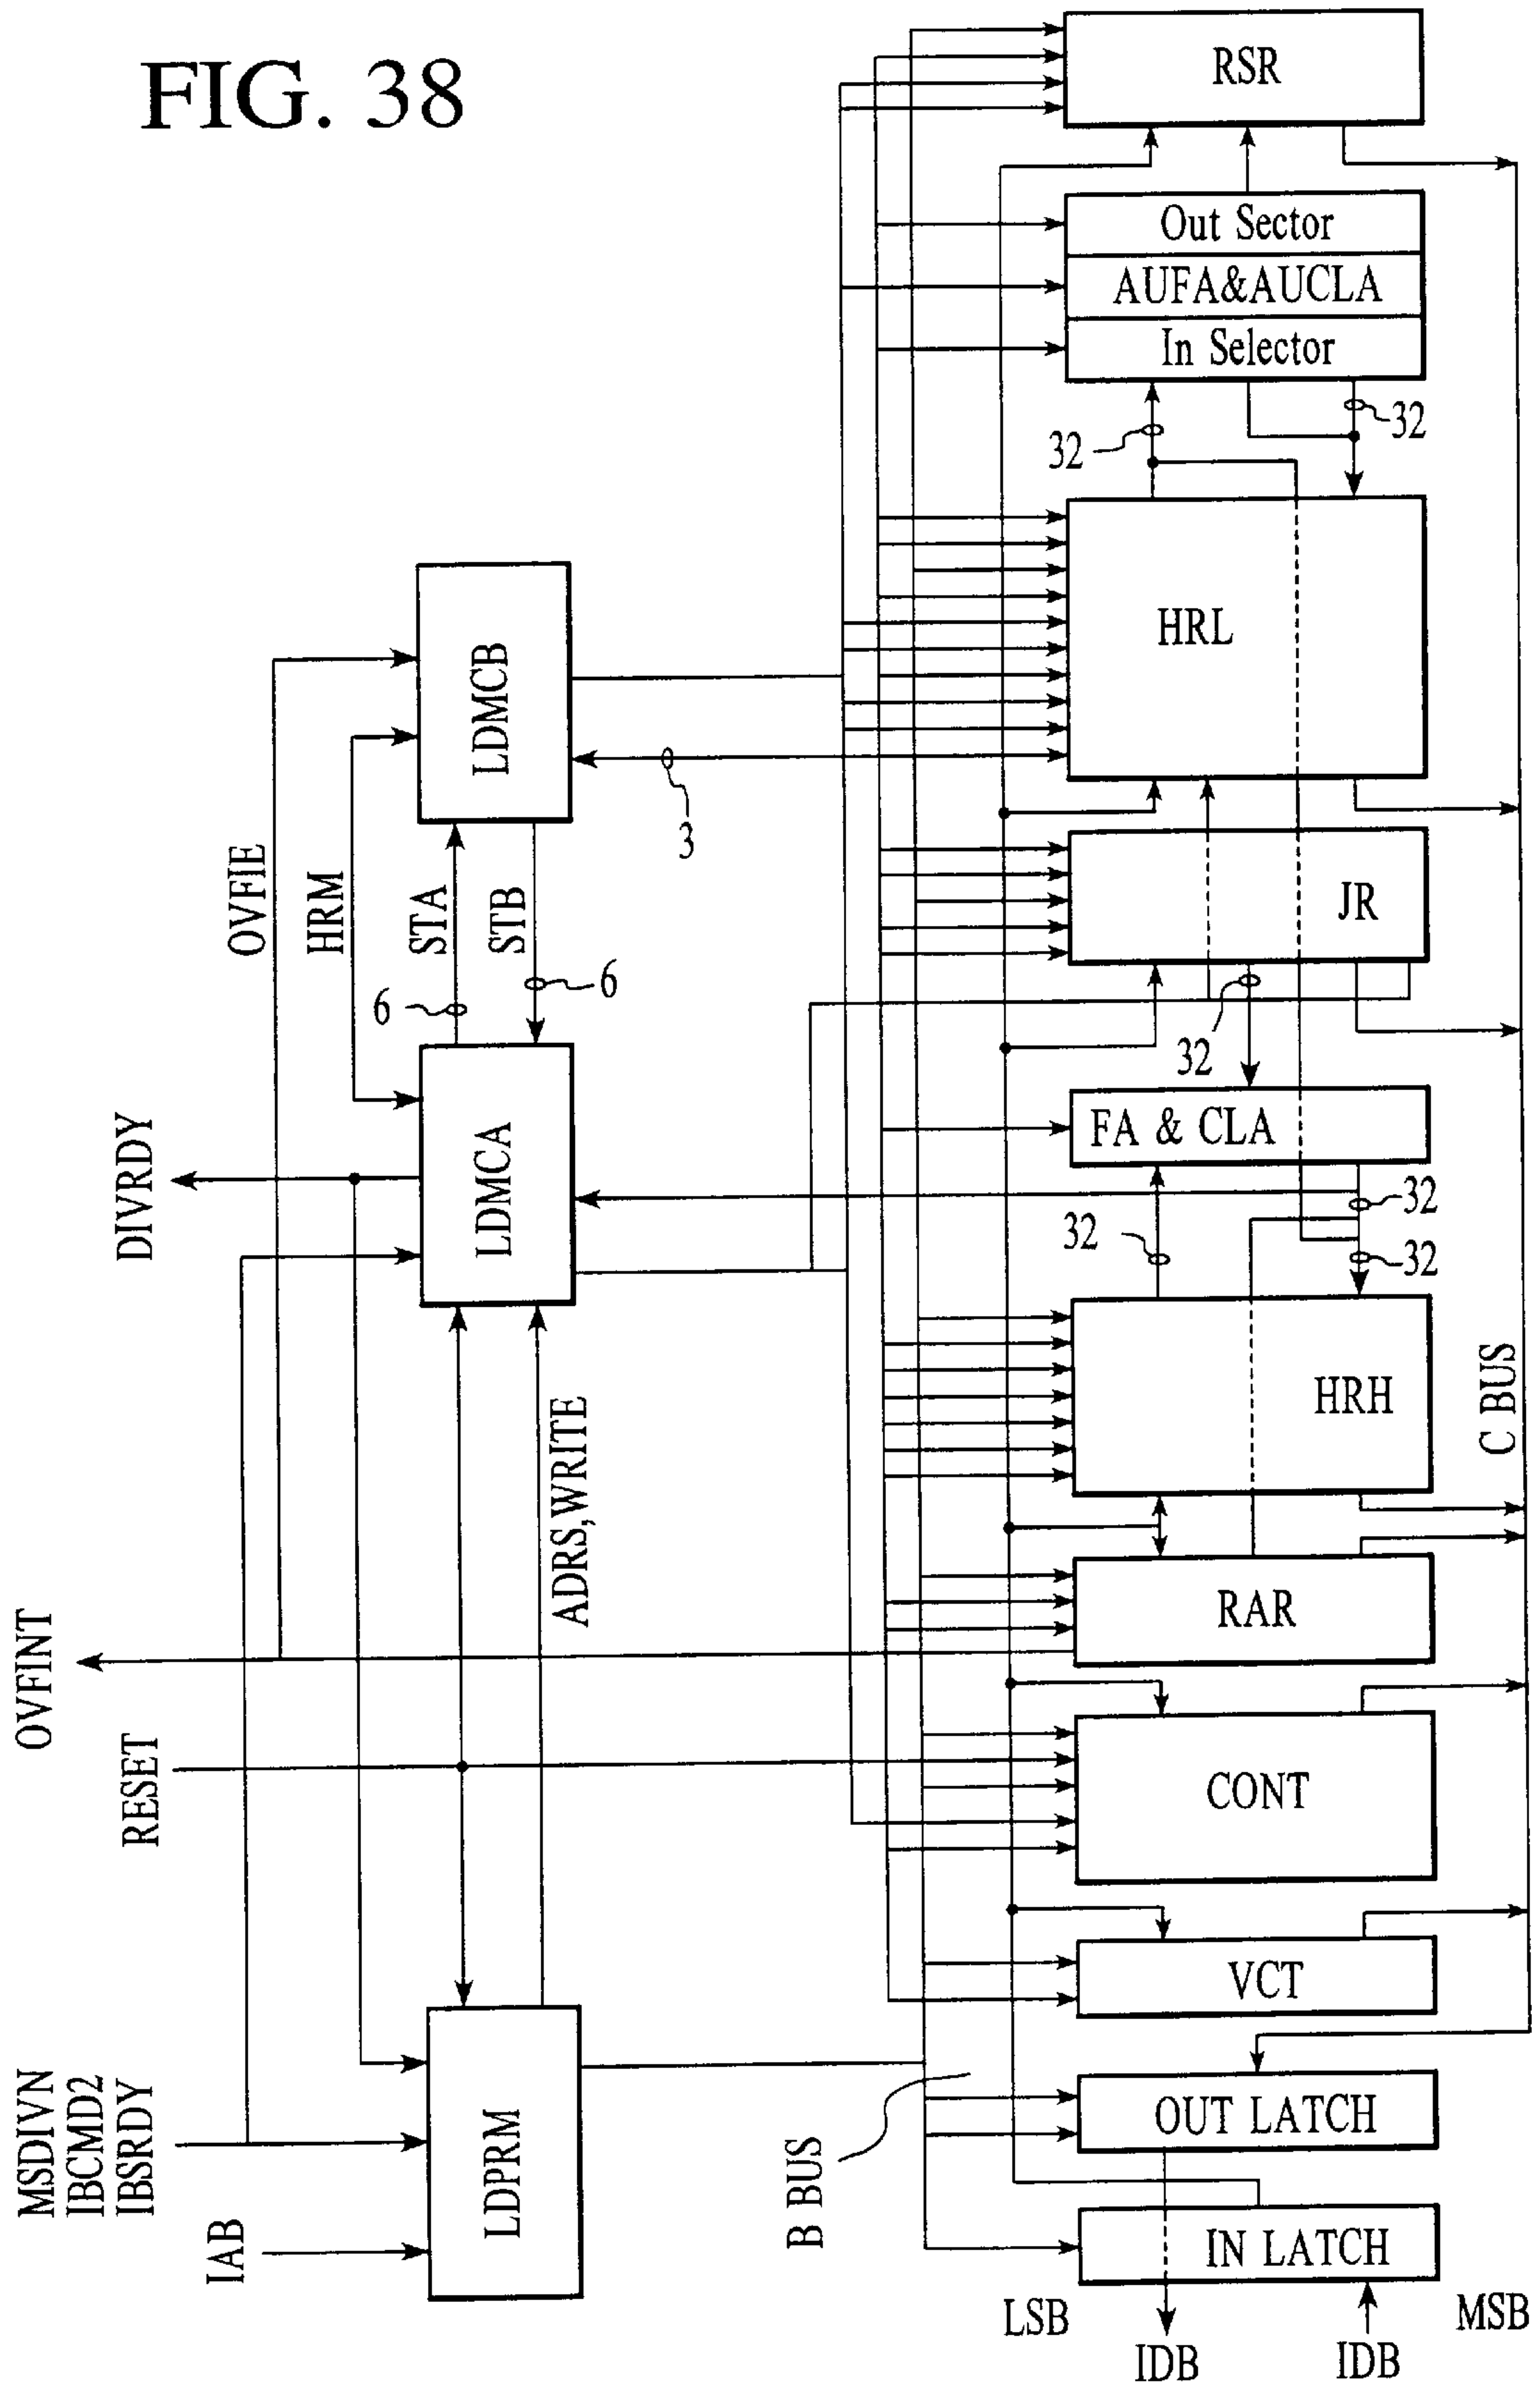 FIG. 38
RSR
Out Sector
AUFA&AUCLA
In Selector
32
32
HRL
LDMCB
3
OVFIE
HRM
STA
STB
6
6
JR
32
DIVRDY
LDMCA
FA & CLA
32
32
32
HRH
C BUS
ADRS,WRITE
OVFINT
RAR
RESET
CONT
VCT
MSDIVN
IBCMD2
IBSRDY
LDPRM
IAB
B BUS
OUT LATCH
IN LATCH
LSB
MSB
IDB
IDB